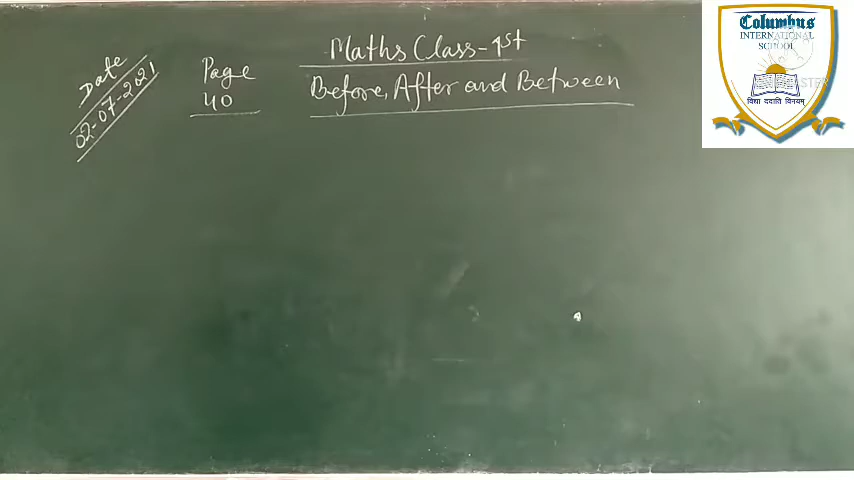 Maths Class-1st
Before, After and Between
Page
40
Date
02-07-2021
Columbus
INTERNATIONAL
SCHOOL
विद्या ददाति विनयम्